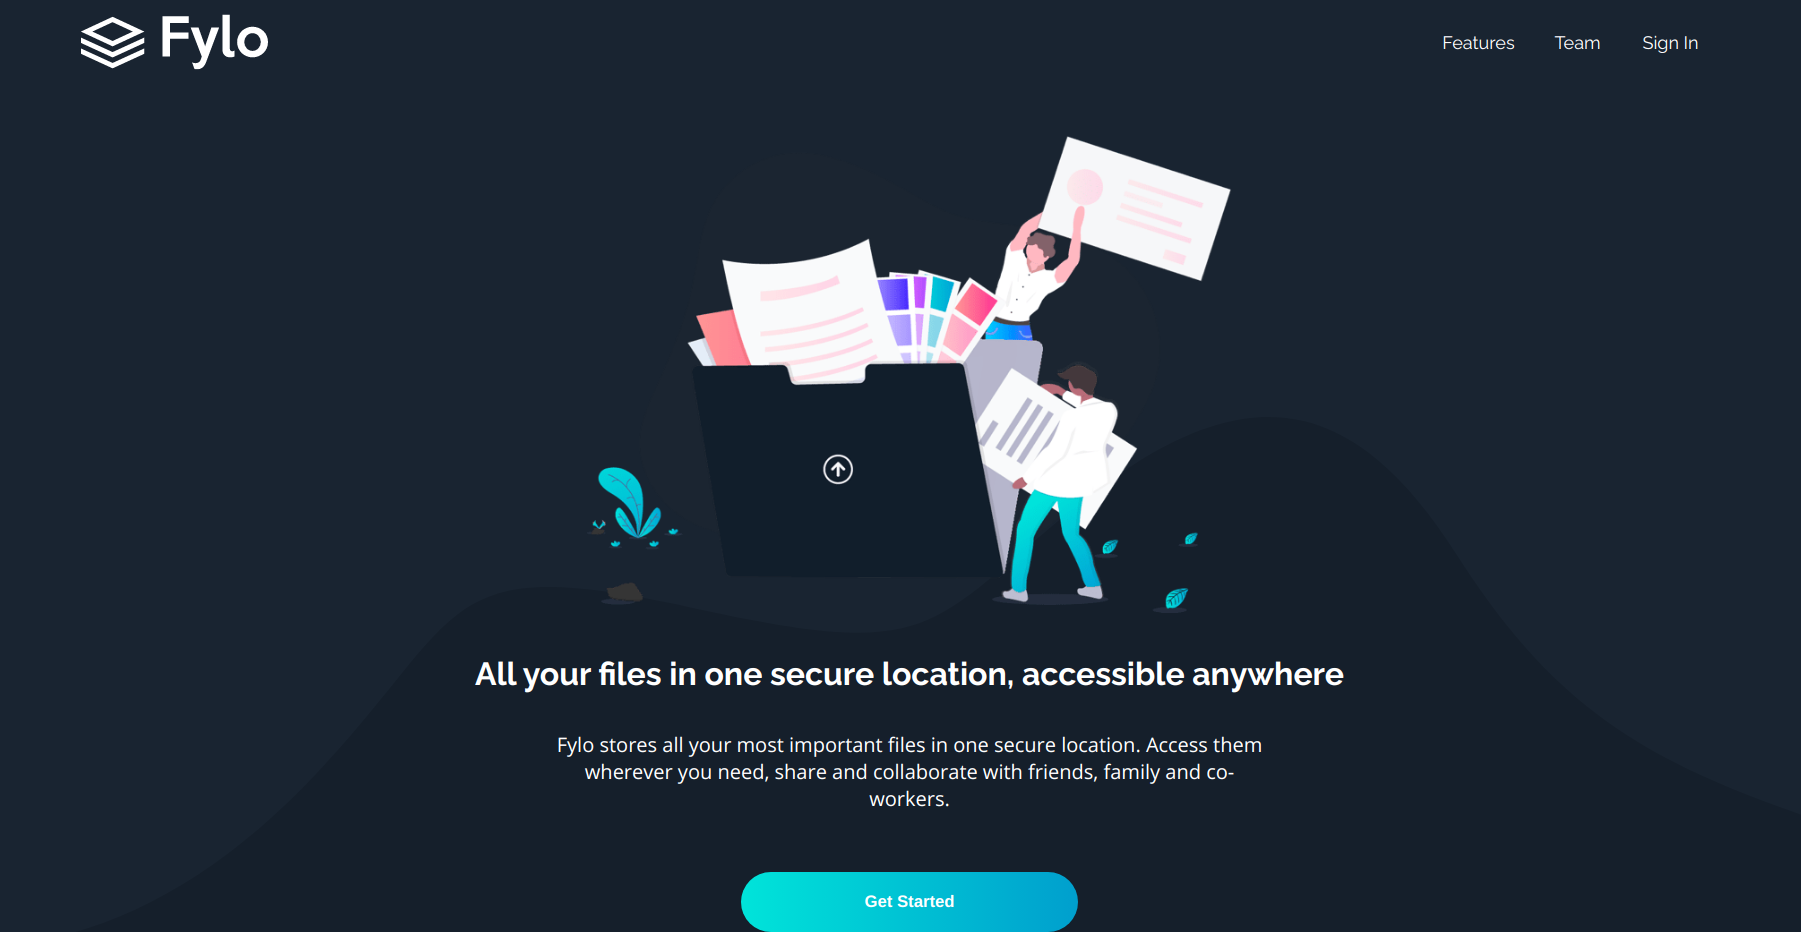 Fylo
Features Team Sign In
All your files in one secure location, accessible anywhere
Fylo stores all your most important files in one secure location. Access them
wherever you need, share and collaborate with friends, family and co-
workers.
Get Started